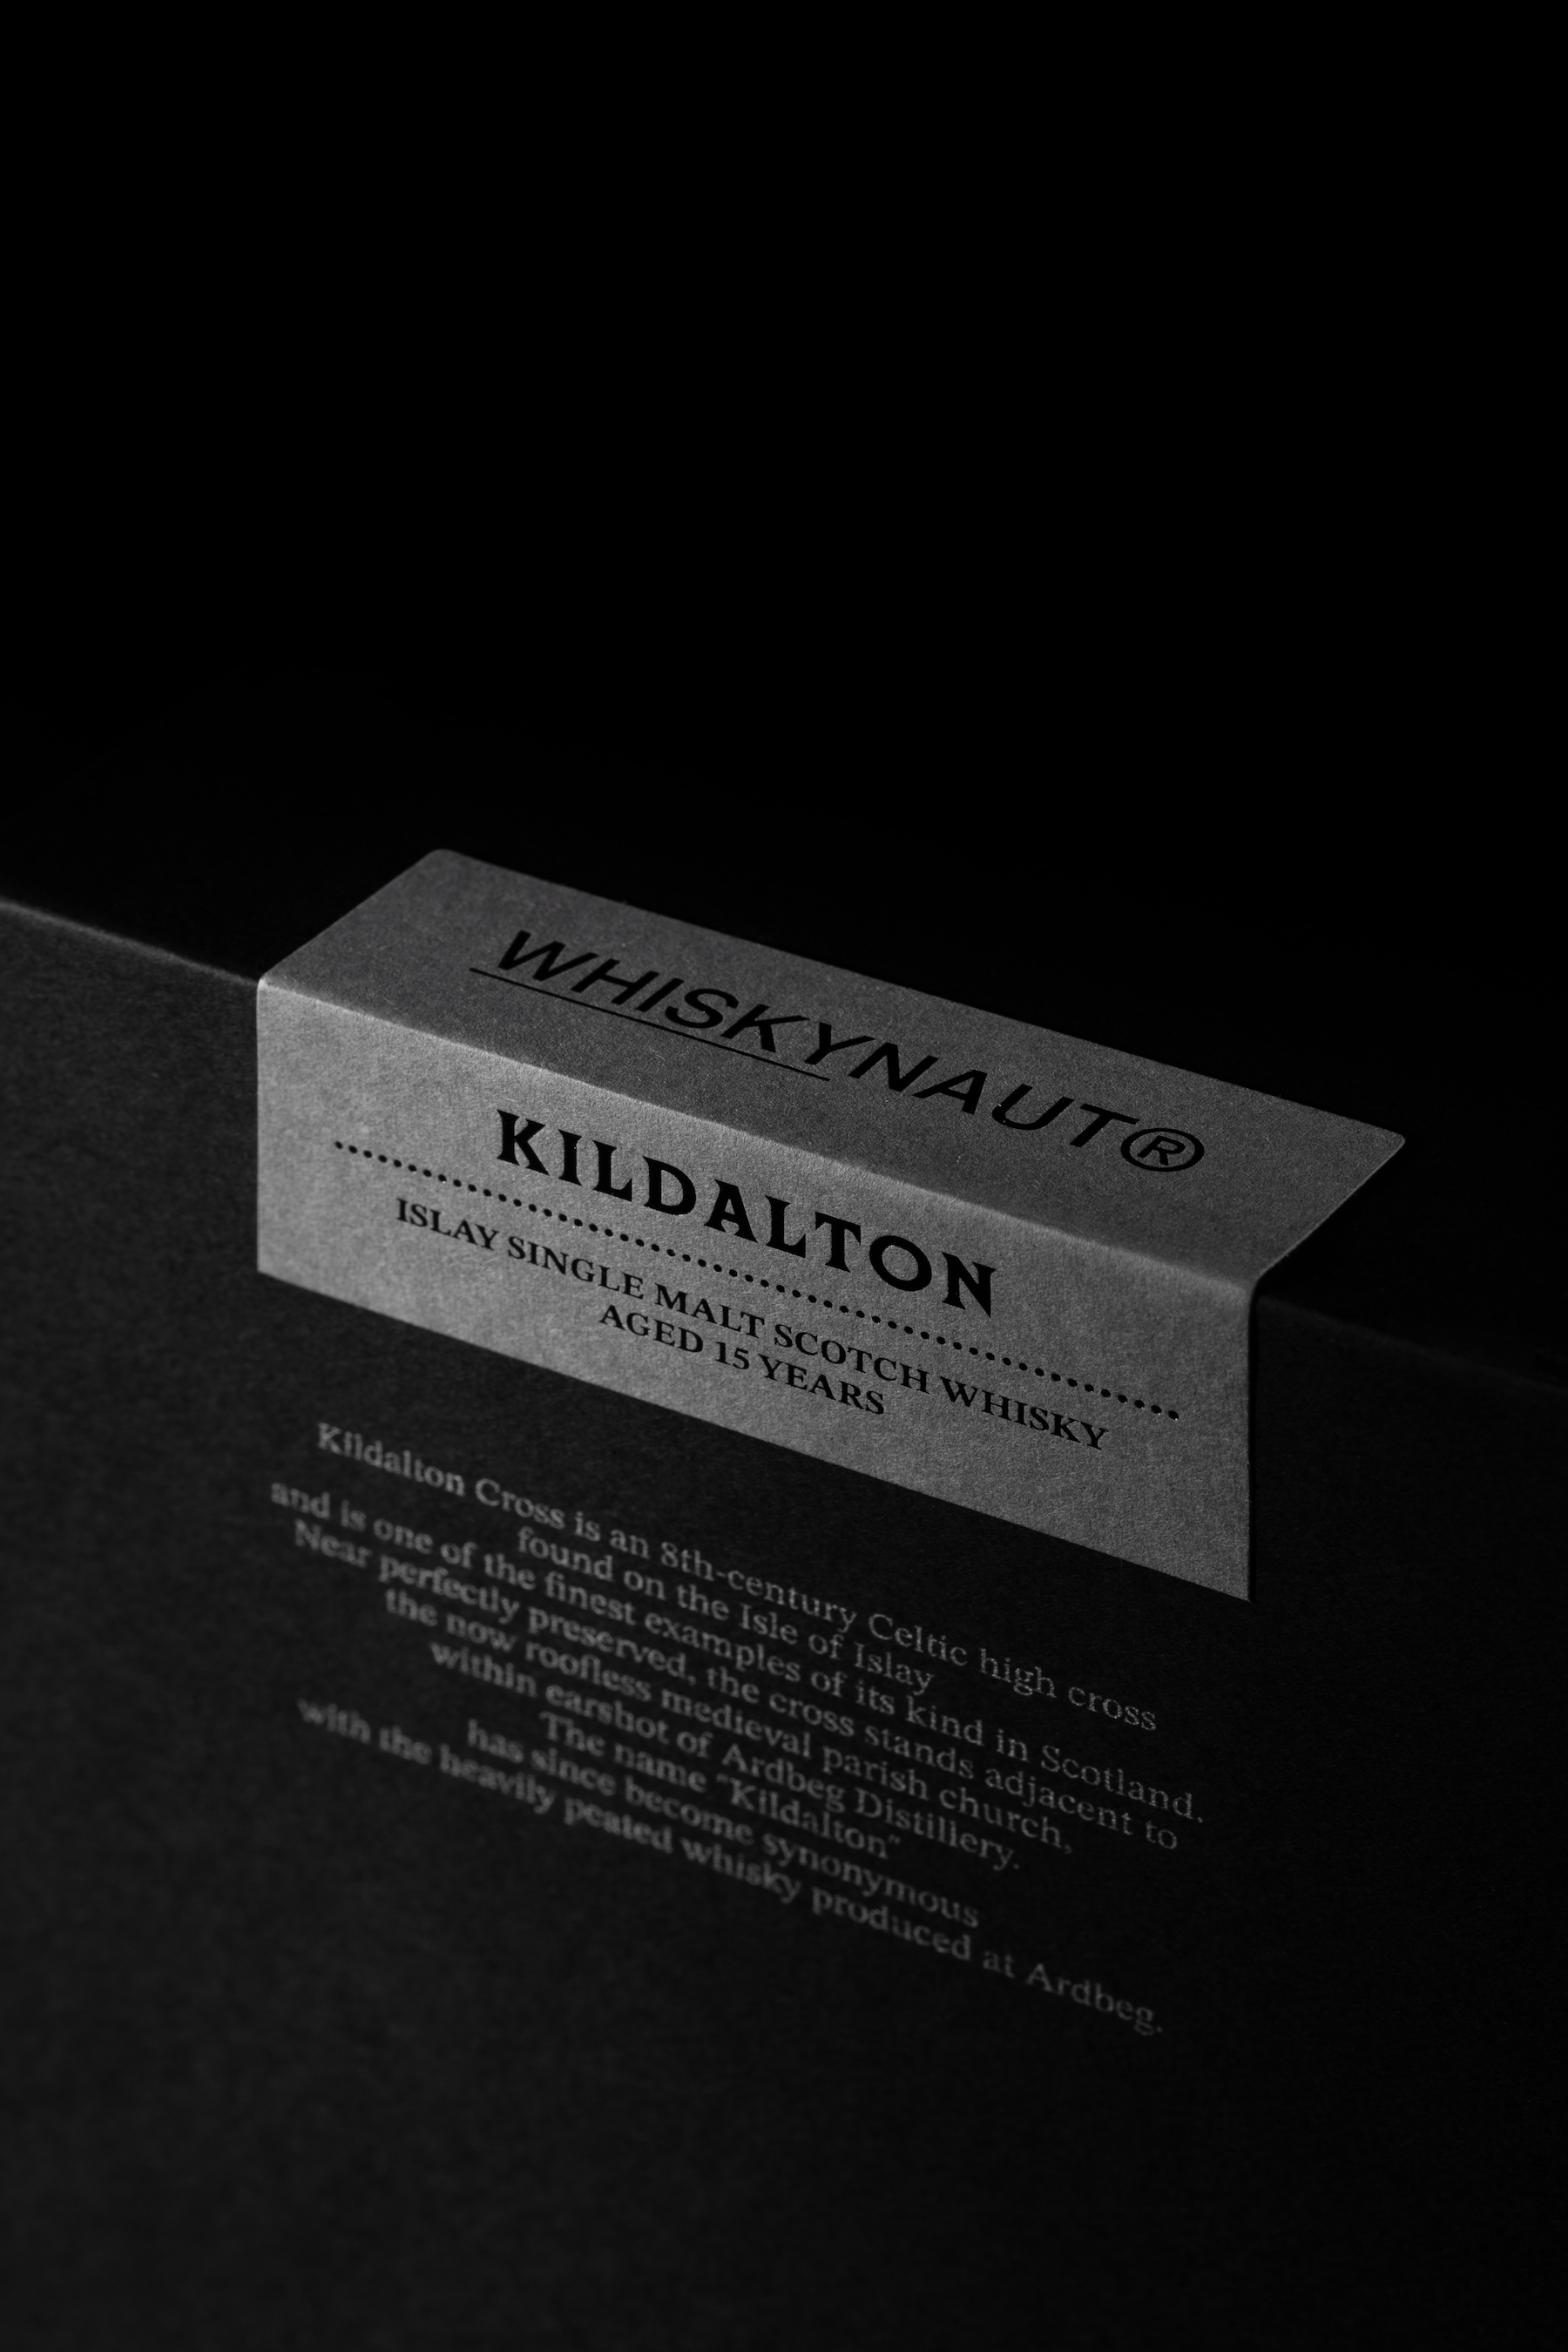 WHISKYNAUT®
KILDALTON
ISLAY SINGLE MALT SCOTCH WHISKY
AGED 15 YEARS
Kildalton Cross is an 8th-century Celtic high cross
found on the Isle of Islay
and is one of the finest examples of its kind in Scotland.
Near perfectly preserved, the cross stands adjacent to
the now roofless medieval parish church,
within earshot of Ardbeg Distillery.
The name "Kildalton"
has since become synonymous
with the heavily peated whisky produced at Ardbeg.